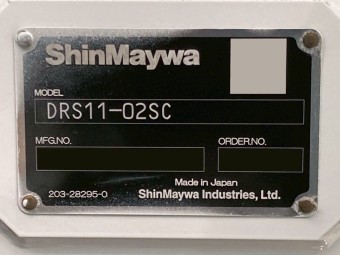 ShinMaywa
MODEL
DRS11-02SC
MFG.NO. ORDER.NO.
Made in Japan
203-28295-0 ShinMaywa Industries, Ltd.